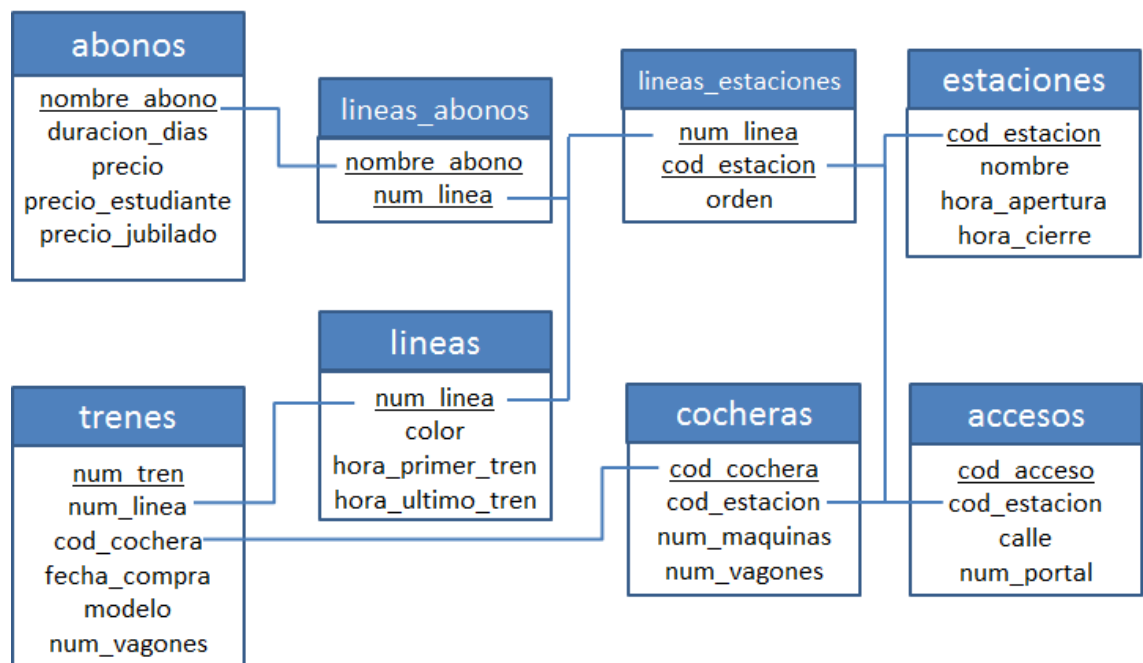 abonos
nombre_abono
duracion_dias
precio
precio_estudiante
precio_jubilado
lineas_abonos
nombre_abono
num_linea
lineas_estaciones
num_linea
cod_estacion
orden
estaciones
cod_estacion
nombre
hora_apertura
hora_cierre
trenes
num_tren
num_linea
cod_cochera
fecha_compra
modelo
num_vagones
lineas
num_linea
color
hora_primer_tren
hora_ultimo_tren
cocheras
cod_cochera
cod_estacion
num_maquinas
num_vagones
accesos
cod_acceso
cod_estacion
calle
num_portal